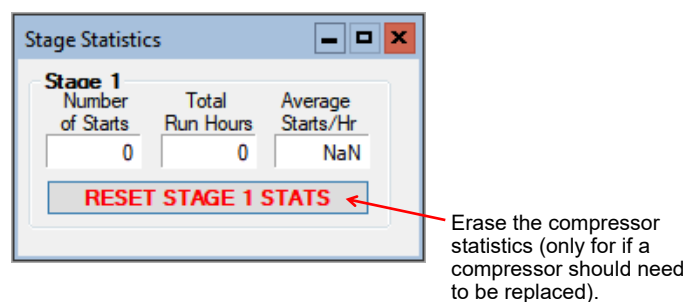 Stage Statistics
Stage 1
Number Total Average
of Starts Run Hours Starts/Hr
0 0 NaN
RESET STAGE 1 STATS
Erase the compressor
statistics (only for if a
compressor should need
to be replaced).